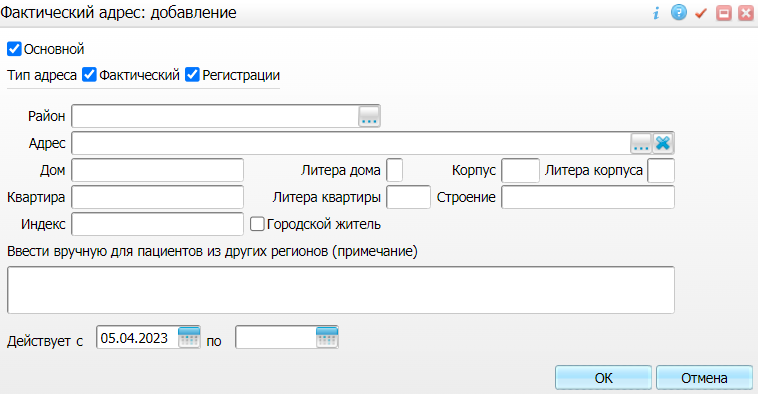 Фактический адрес: добавление
Основной
Тип адреса Фактический Регистрации
Район ...
Адрес ...
Дом Литера дома Корпус Литера корпуса
Квартира Литера квартиры Строение
Индекс Городской житель
Ввести вручную для пациентов из других регионов (примечание)
Действует с 05.04.2023 по
ОК Отмена